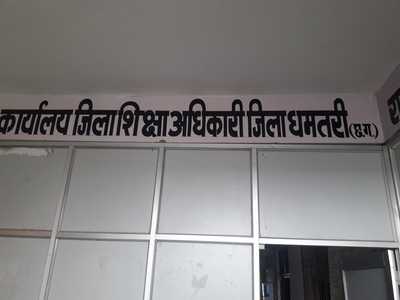 कार्यालय जिला शिक्षा अधिकारी जिला धमतरी (छ.ग.)